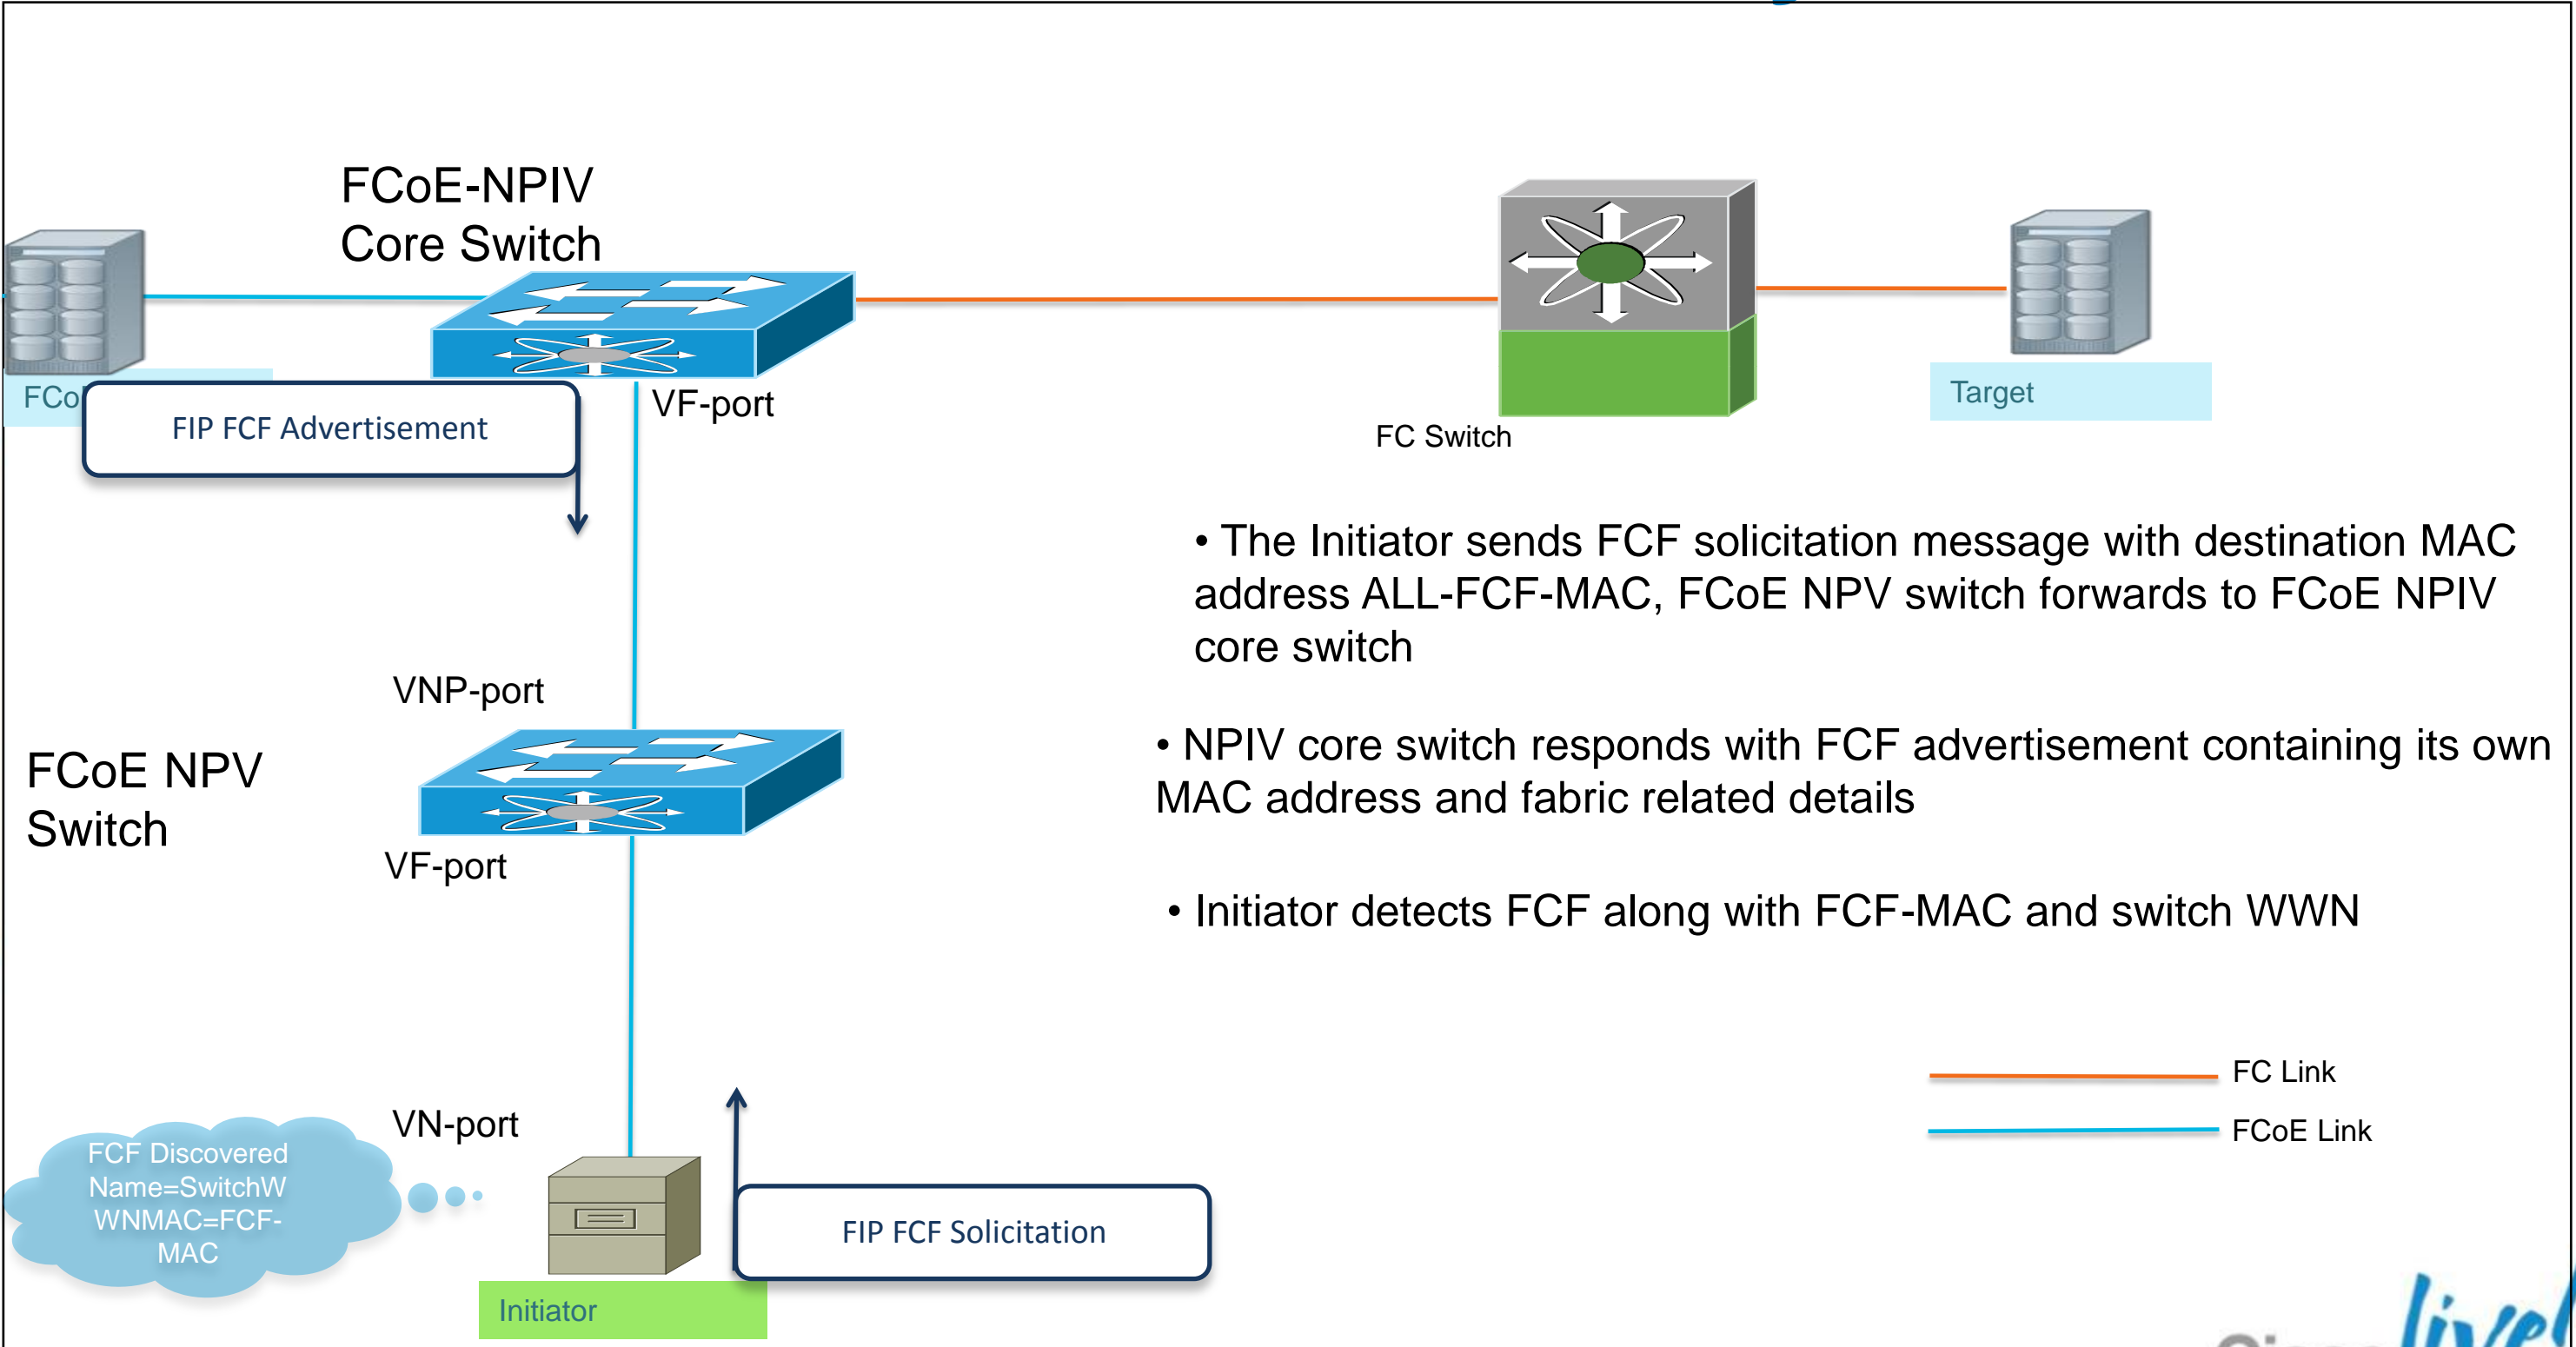 FCoE-NPIV
Core Switch
VF-port
FIP FCF Advertisement
FC Switch
Target
• The Initiator sends FCF solicitation message with destination MAC
address ALL-FCF-MAC, FCoE NPV switch forwards to FCoE NPIV
core switch
VNP-port
• NPIV core switch responds with FCF advertisement containing its own
MAC address and fabric related details
FCoE NPV
Switch
VF-port
• Initiator detects FCF along with FCF-MAC and switch WWN
FC Link
FCoE Link
VN-port
FCF Discovered
Name=SwitchW
WNMAC=FCF-
MAC
FIP FCF Solicitation
Initiator
live!